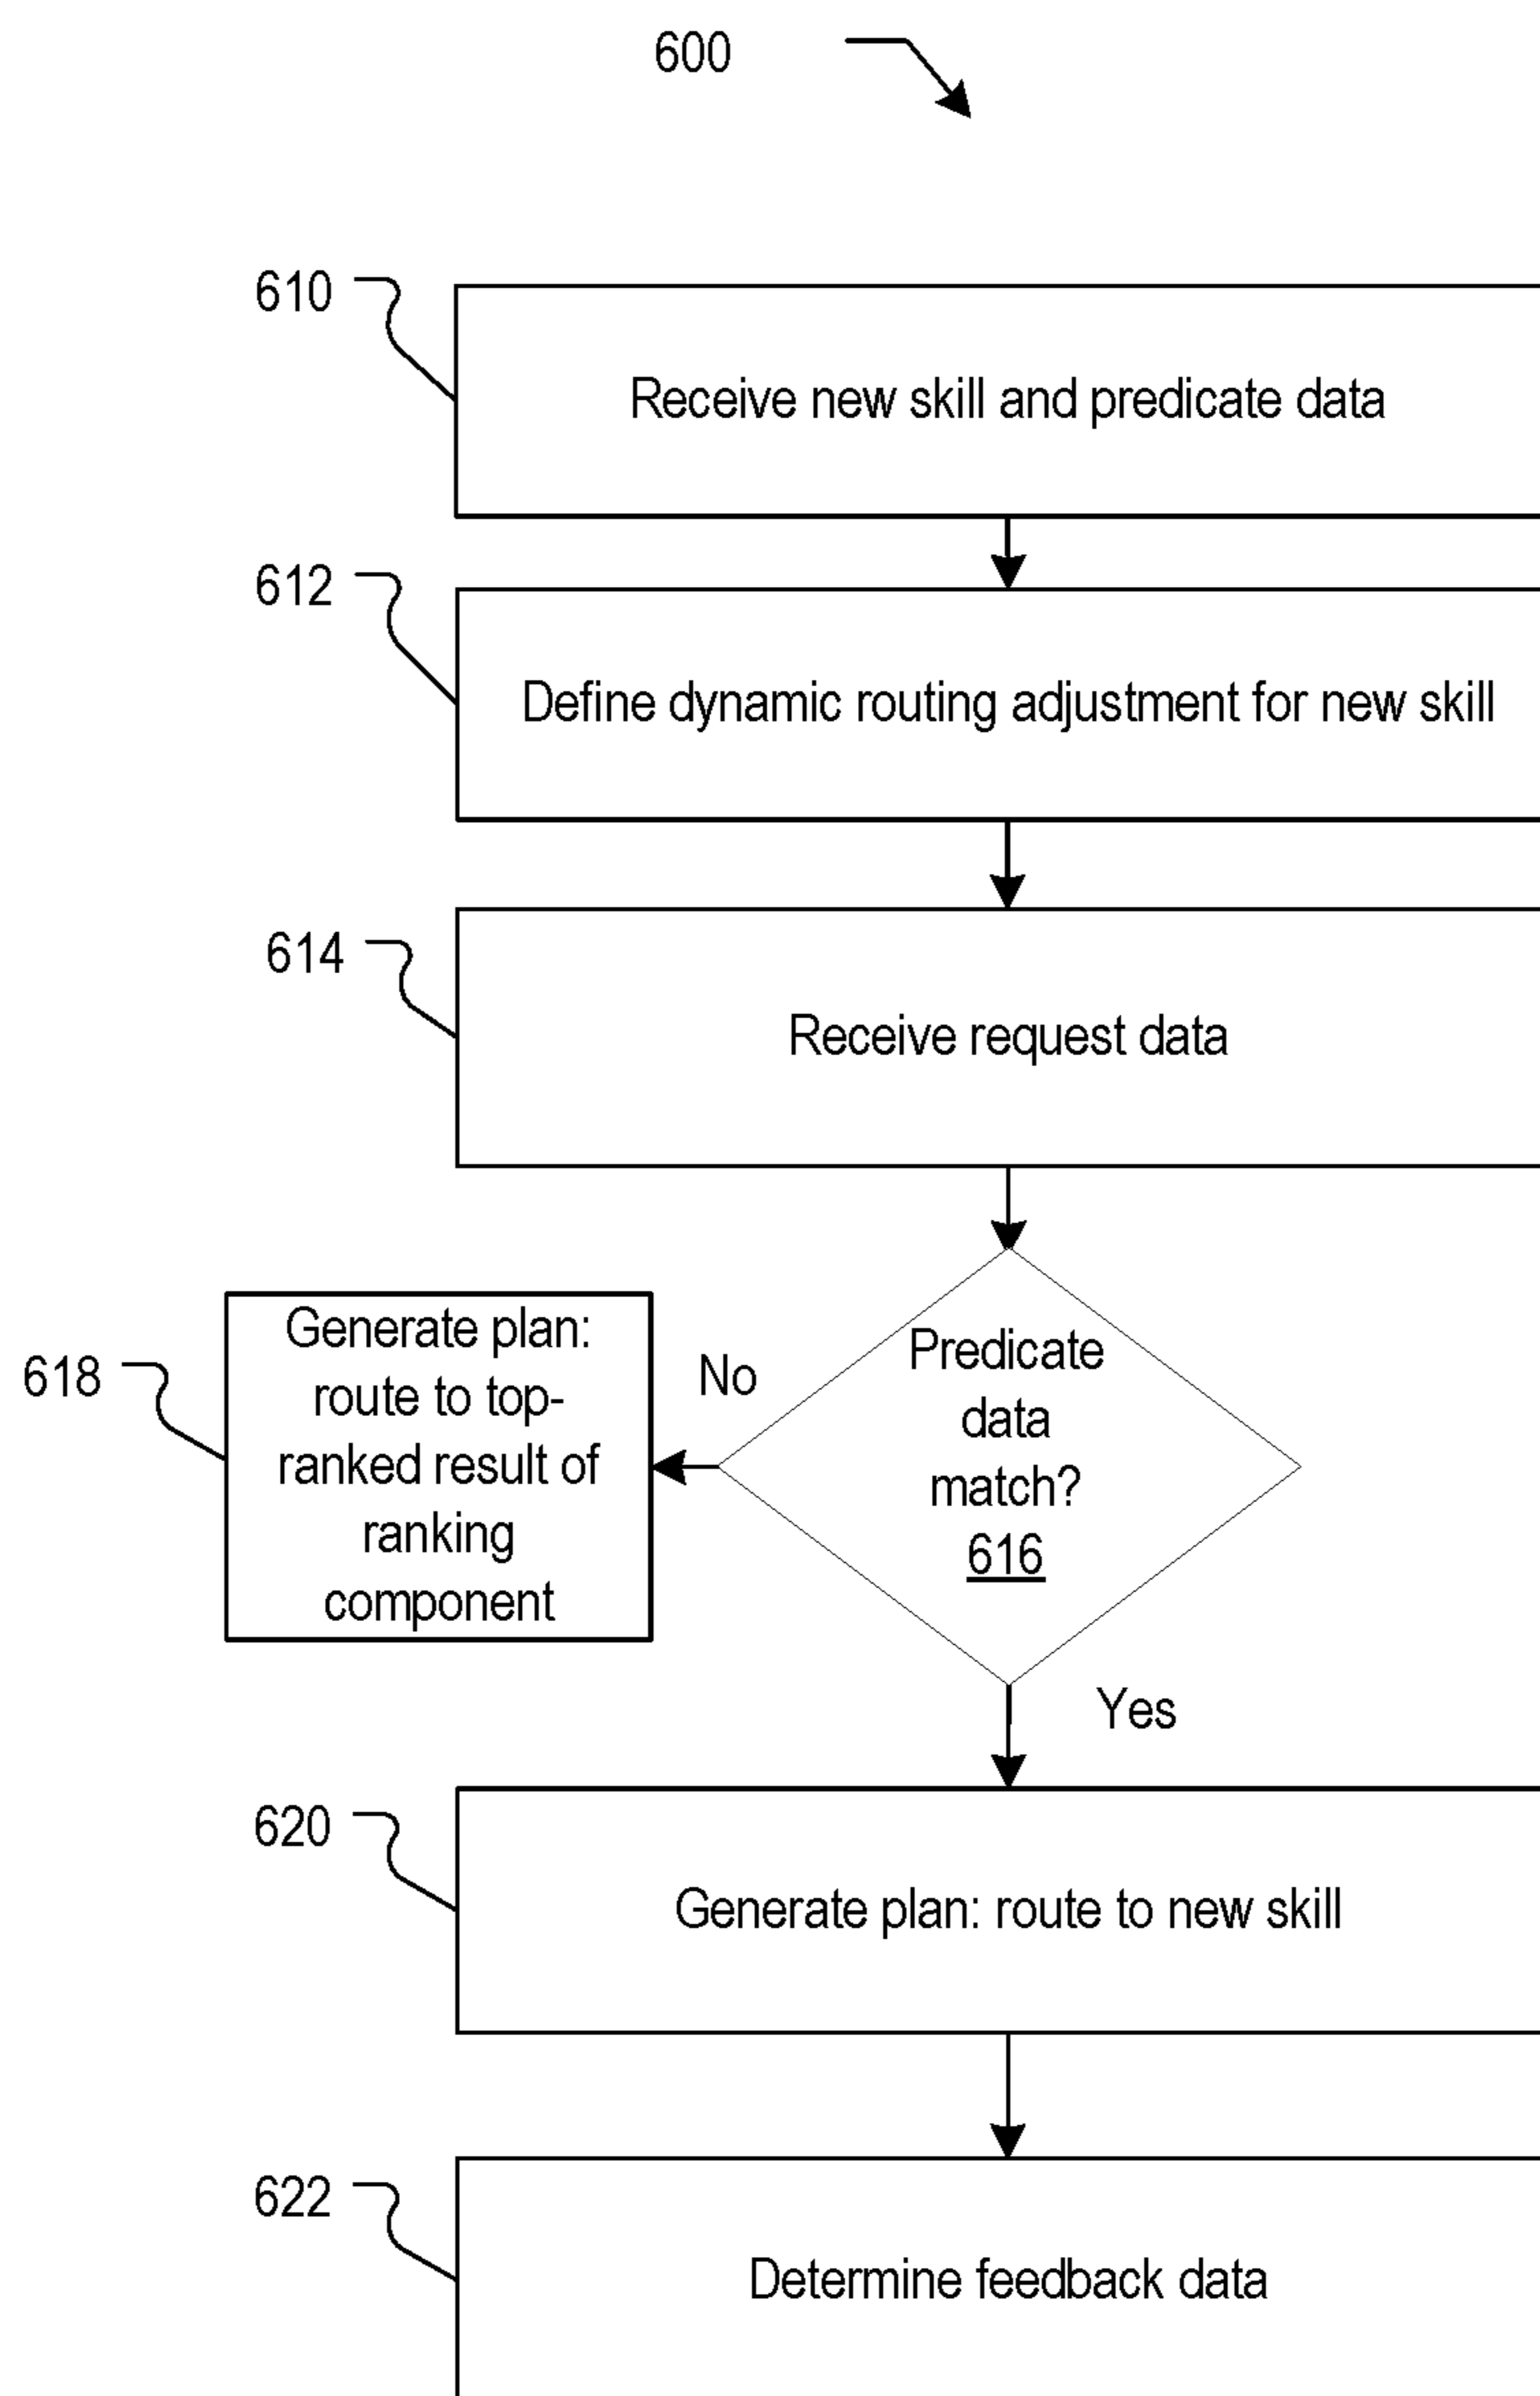 600
610
Receive new skill and predicate data
612
Define dynamic routing adjustment for new skill
614
Receive request data
618
Generate plan:
route to top-
ranked result of
ranking
component
No
Predicate
data
match?
616
Yes
620
Generate plan: route to new skill
622
Determine feedback data